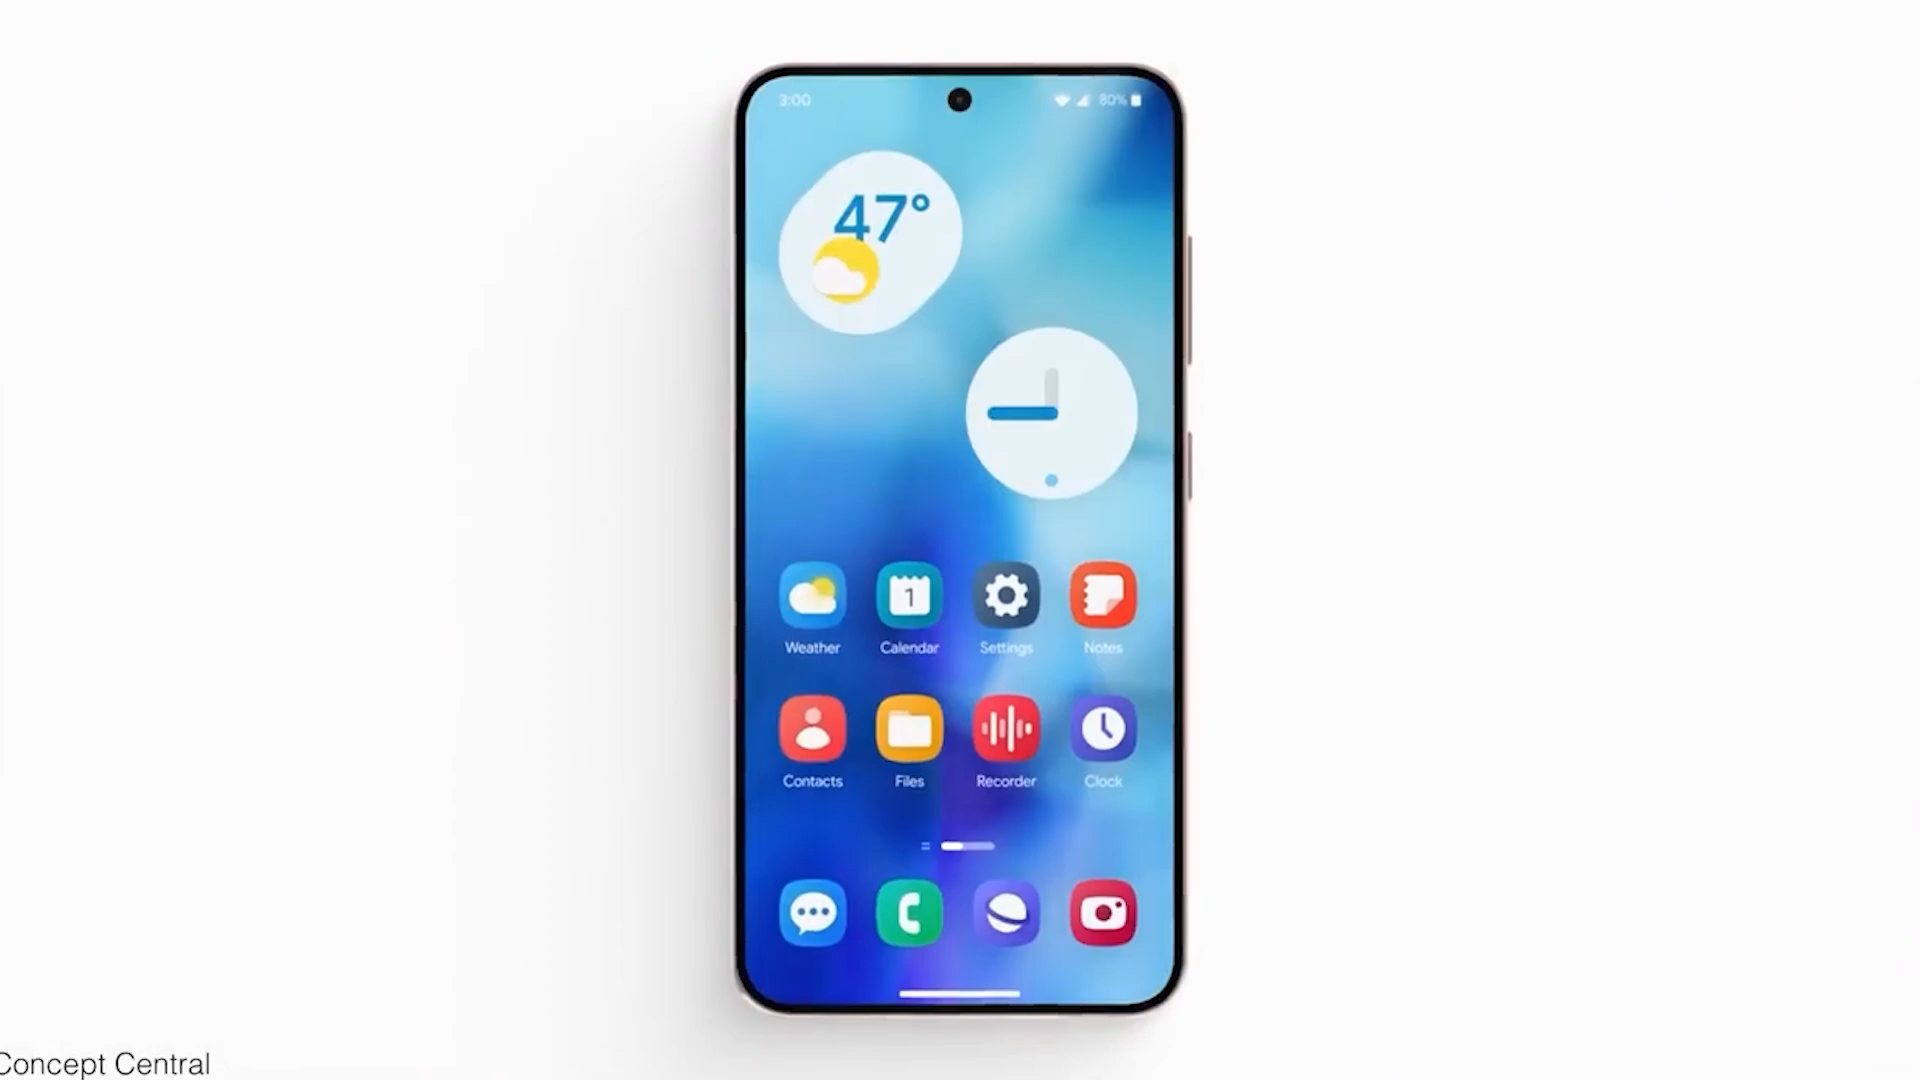 3:00
80%
47°
1
Weather
Calendar
Settings
Notes
Contacts
Files
Recorder
Clock
Concept Central